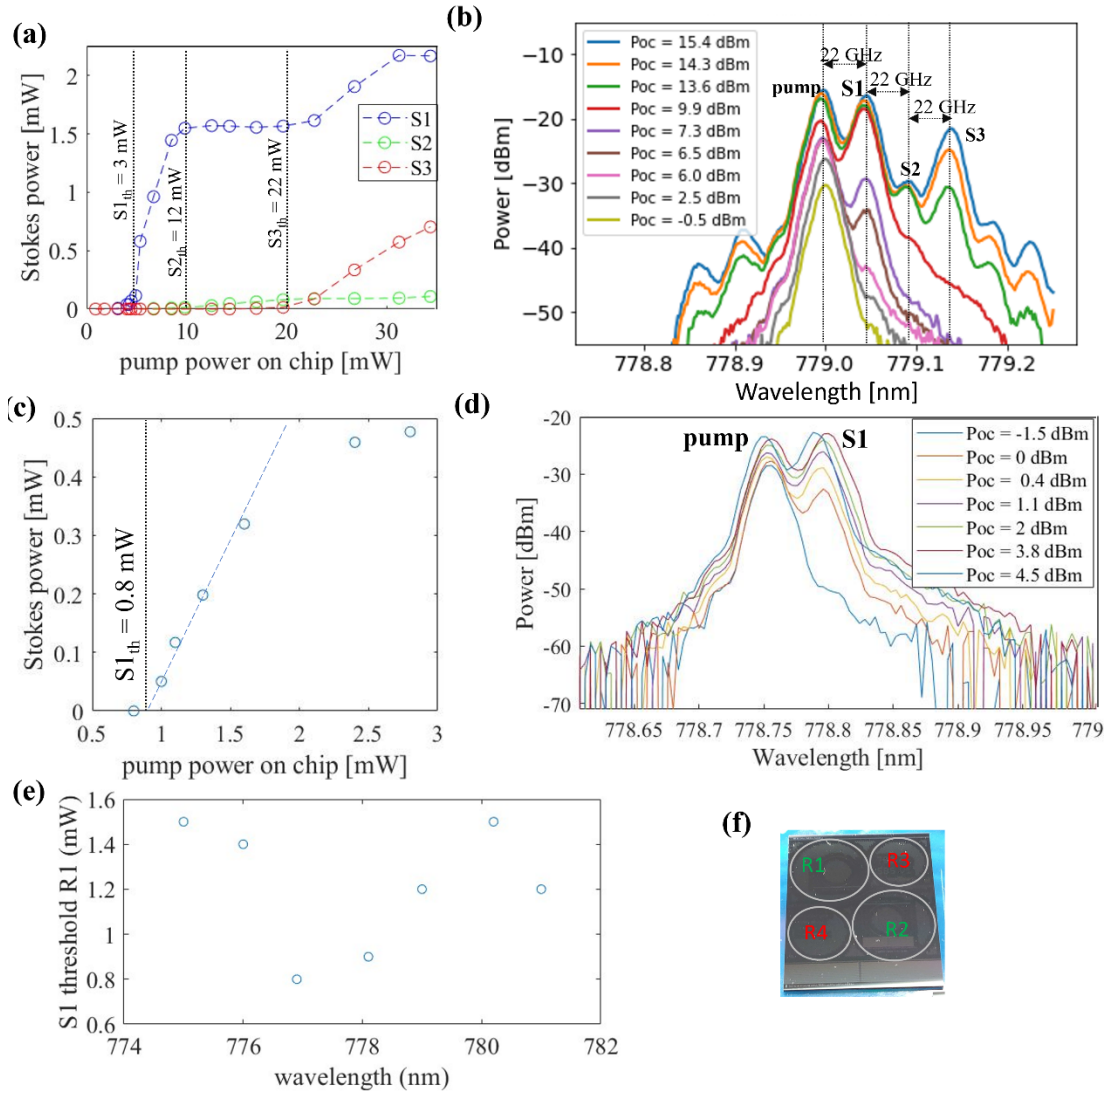 (a)
Stokes power [mW]
2
1.5
1
0.5
0
S1th = 3 mW
S2th = 12 mW
S3th = 22 mW
S1
S2
S3
0 10 20 30
pump power on chip [mW]
(b)
Power [dBm]
−10
−20
−30
−40
−50
Poc = 15.4 dBm
Poc = 14.3 dBm
Poc = 13.6 dBm
Poc = 9.9 dBm
Poc = 7.3 dBm
Poc = 6.5 dBm
Poc = 6.0 dBm
Poc = 2.5 dBm
Poc = -0.5 dBm
22 GHz
22 GHz
22 GHz
pump
S1
S2
S3
778.8 778.9 779.0 779.1 779.2
Wavelength [nm]
(c)
Stokes power [mW]
0.5
0.4
0.3
0.2
0.1
0
S1th = 0.8 mW
0.5 1 1.5 2 2.5 3
pump power on chip [mW]
(d)
Power [dBm]
-20
-30
-40
-50
-60
-70
pump
S1
Poc = -1.5 dBm
Poc = 0 dBm
Poc = 0.4 dBm
Poc = 1.1 dBm
Poc = 2 dBm
Poc = 3.8 dBm
Poc = 4.5 dBm
778.65 778.7 778.75 778.8 778.85 778.9 778.95 779
Wavelength [nm]
(e)
S1 threshold R1 (mW)
1.6
1.4
1.2
1
0.8
0.6
774 776 778 780 782
wavelength (nm)
(f)
R1
R3
R4
R2